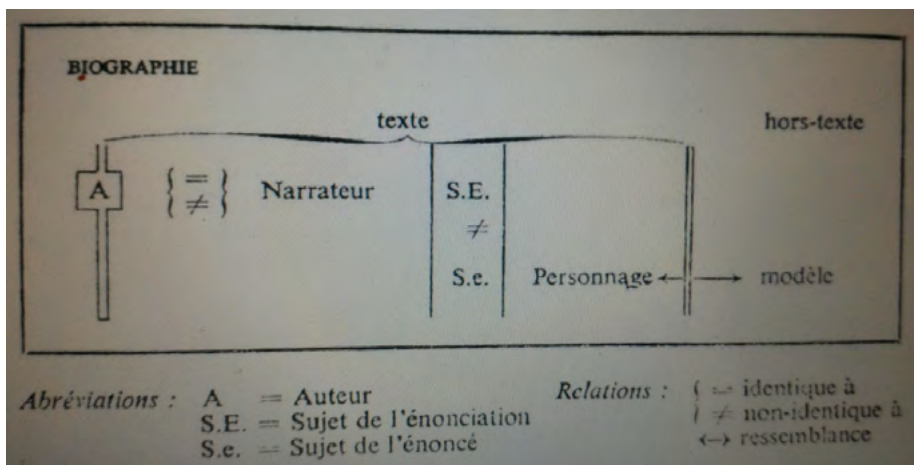 BIOGRAPHIE
texte
hors-texte
A { = ≠ } Narrateur S.E.
≠
S.e. Personnage ←→ modèle
Abréviations : A = Auteur
S.E. = Sujet de l'énonciation
S.e. = Sujet de l'énoncé
Relations : { = identique à
} ≠ non-identique à
↔ ressemblance